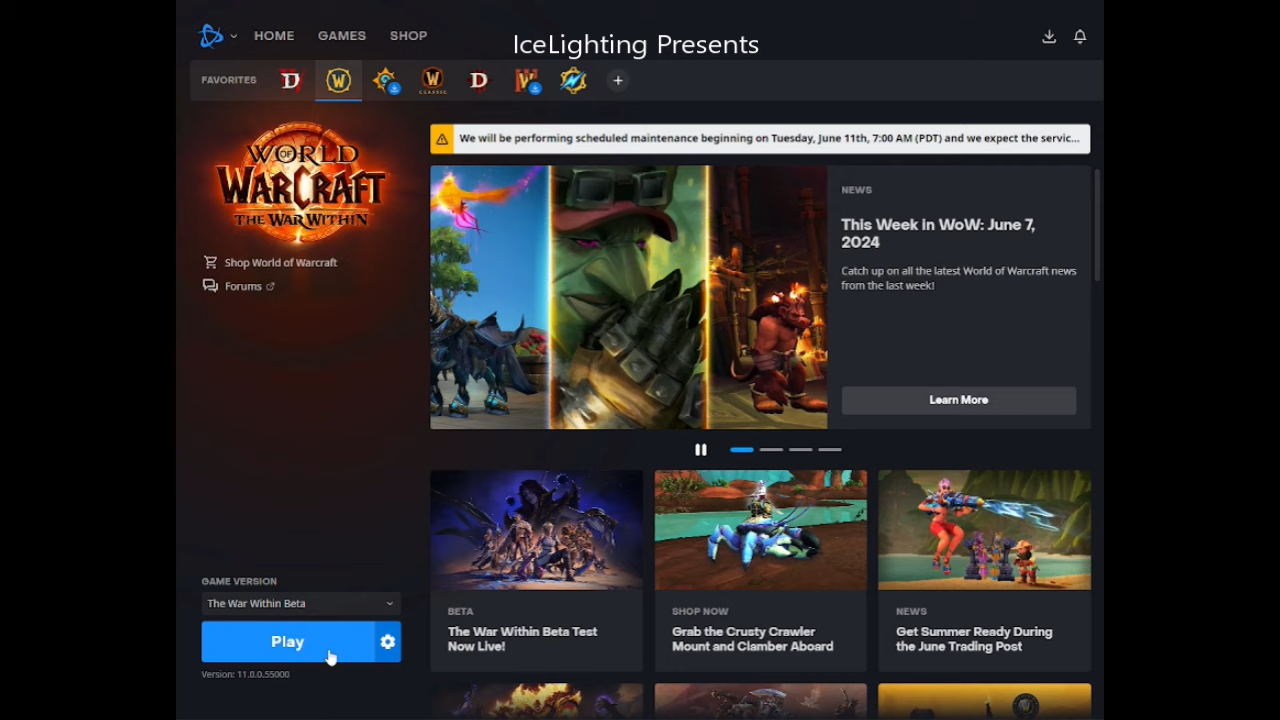 HOME GAMES SHOP
IceLighting Presents
FAVORITES
CLASSIC
WORLD OF WARCRAFT
THE WAR WITHIN
Shop World of Warcraft
Forums
We will be performing scheduled maintenance beginning on Tuesday, June 11th, 7:00 AM (PDT) and we expect the servic...
NEWS
This Week in WoW: June 7,
2024
Catch up on all the latest World of Warcraft news
from the last week!
Learn More
BETA
The War Within Beta Test
Now Live!
SHOP NOW
Grab the Crusty Crawler
Mount and Clamber Aboard
NEWS
Get Summer Ready During
the June Trading Post
GAME VERSION
The War Within Beta
Play
Version: 11.0.0.55000